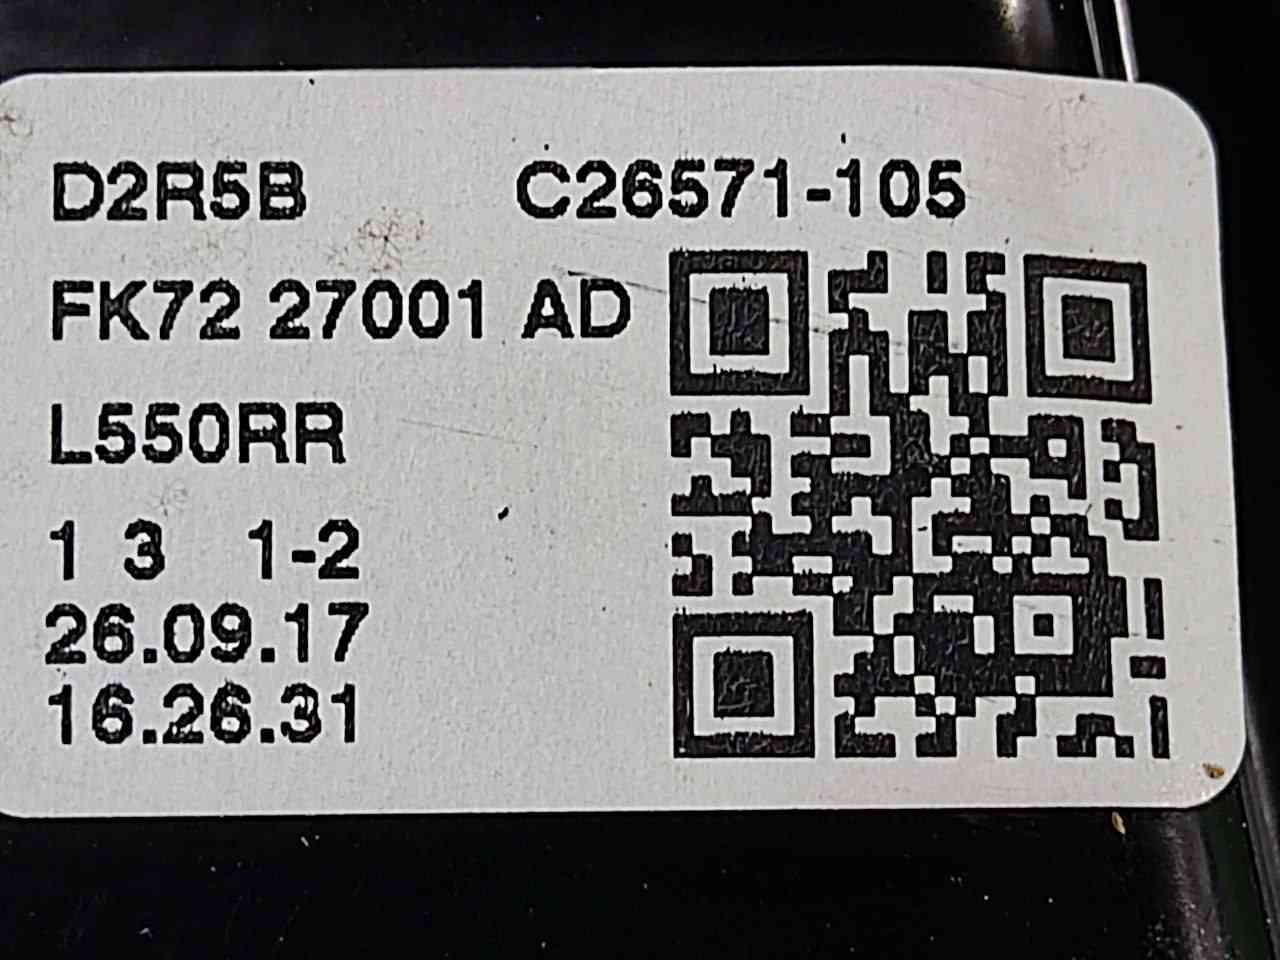 D2R5B C26571-105
FK72 27001 AD
L550RR
1 3 1-2
26.09.17
16.26.31